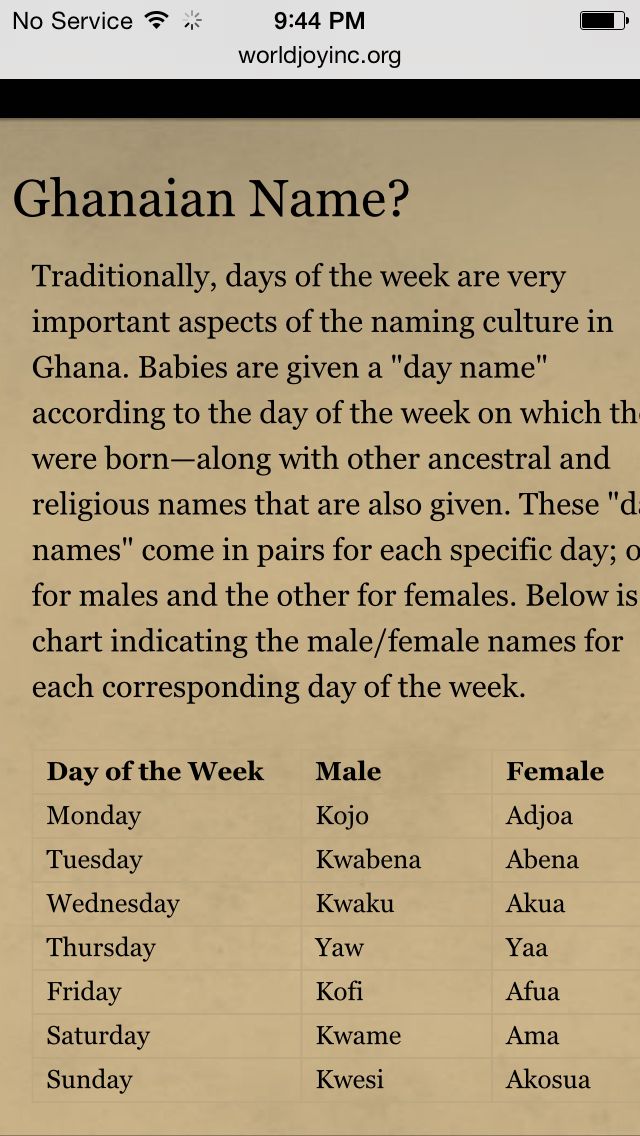 No Service 9:44 PM
worldjoyinc.org
Ghanaian Name?
Traditionally, days of the week are very
important aspects of the naming culture in
Ghana. Babies are given a "day name"
according to the day of the week on which
were born—along with other ancestral and
religious names that are also given. These
names" come in pairs for each specific day;
for males and the other for females. Below is
chart indicating the male/female names for
each corresponding day of the week.
Day of the Week Male Female
Monday Kojo Adjoa
Tuesday Kwabena Abena
Wednesday Kwaku Akua
Thursday Yaw Yaa
Friday Kofi Afua
Saturday Kwame Ama
Sunday Kwesi Akosua